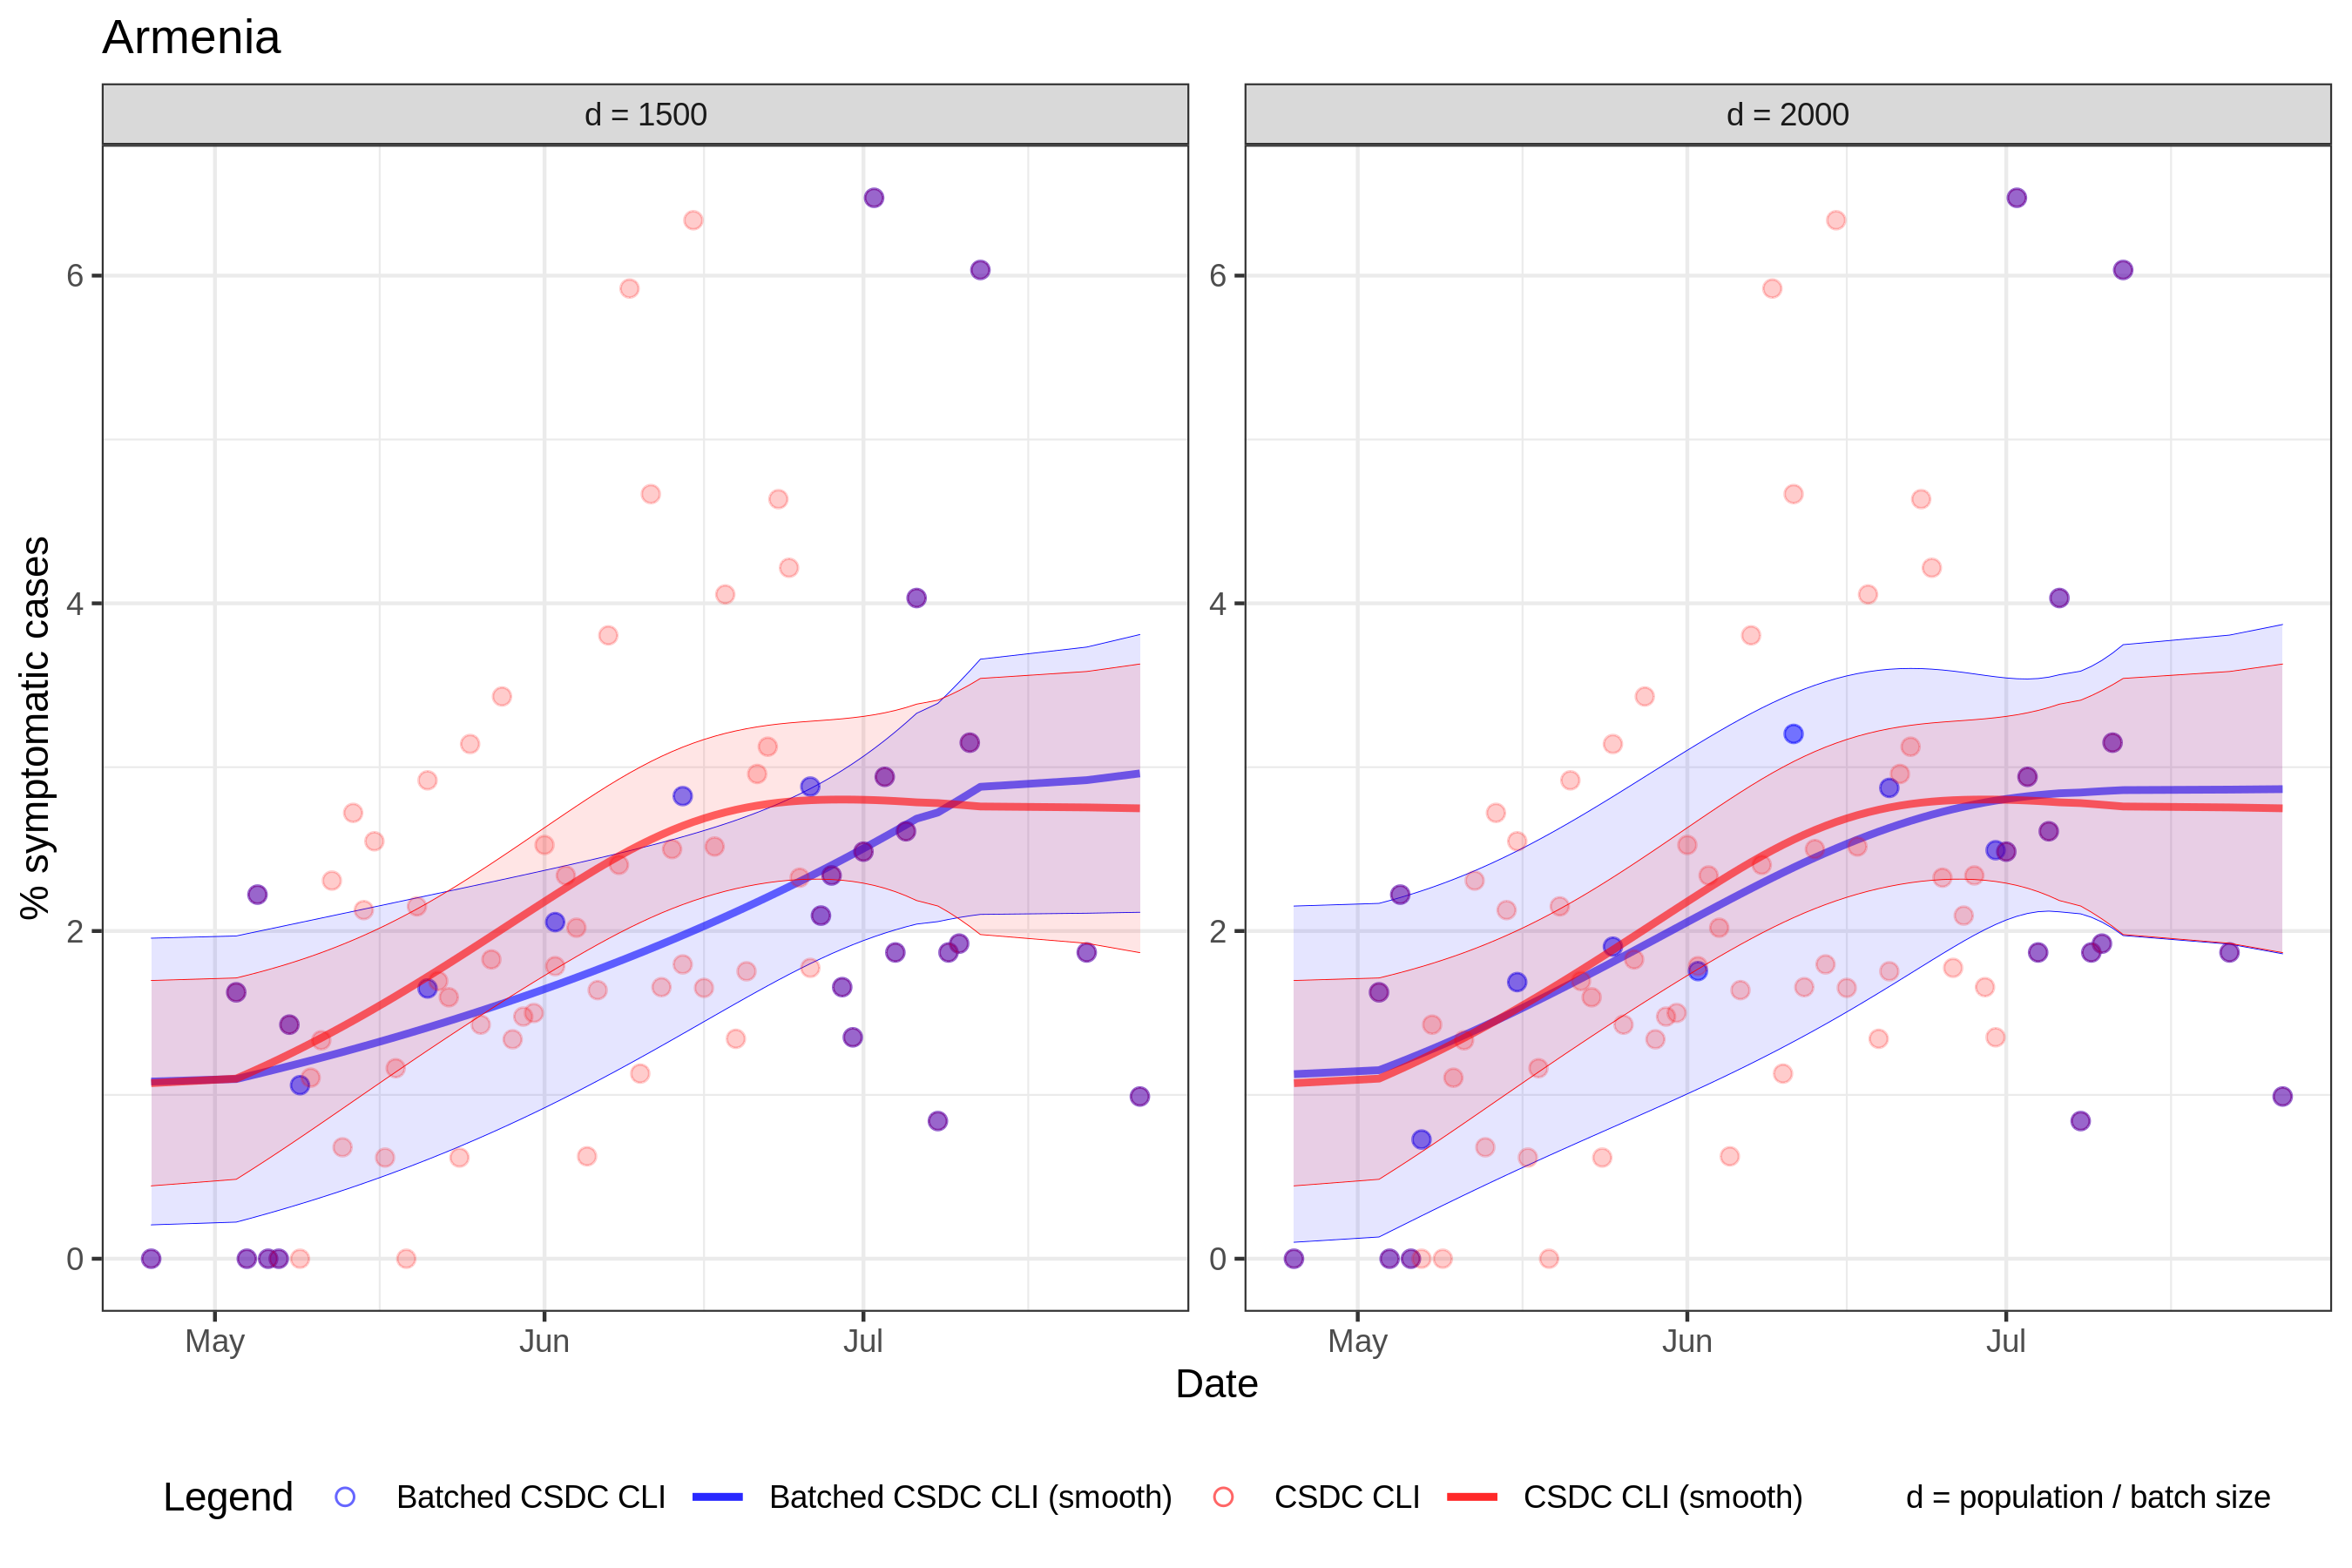 Armenia
d = 1500
d = 2000
% symptomatic cases
6
4
2
0
6
4
2
0
May
Jun
Jul
May
Jun
Jul
Date
Legend
Batched CSDC CLI
Batched CSDC CLI (smooth)
CSDC CLI
CSDC CLI (smooth)
d = population / batch size